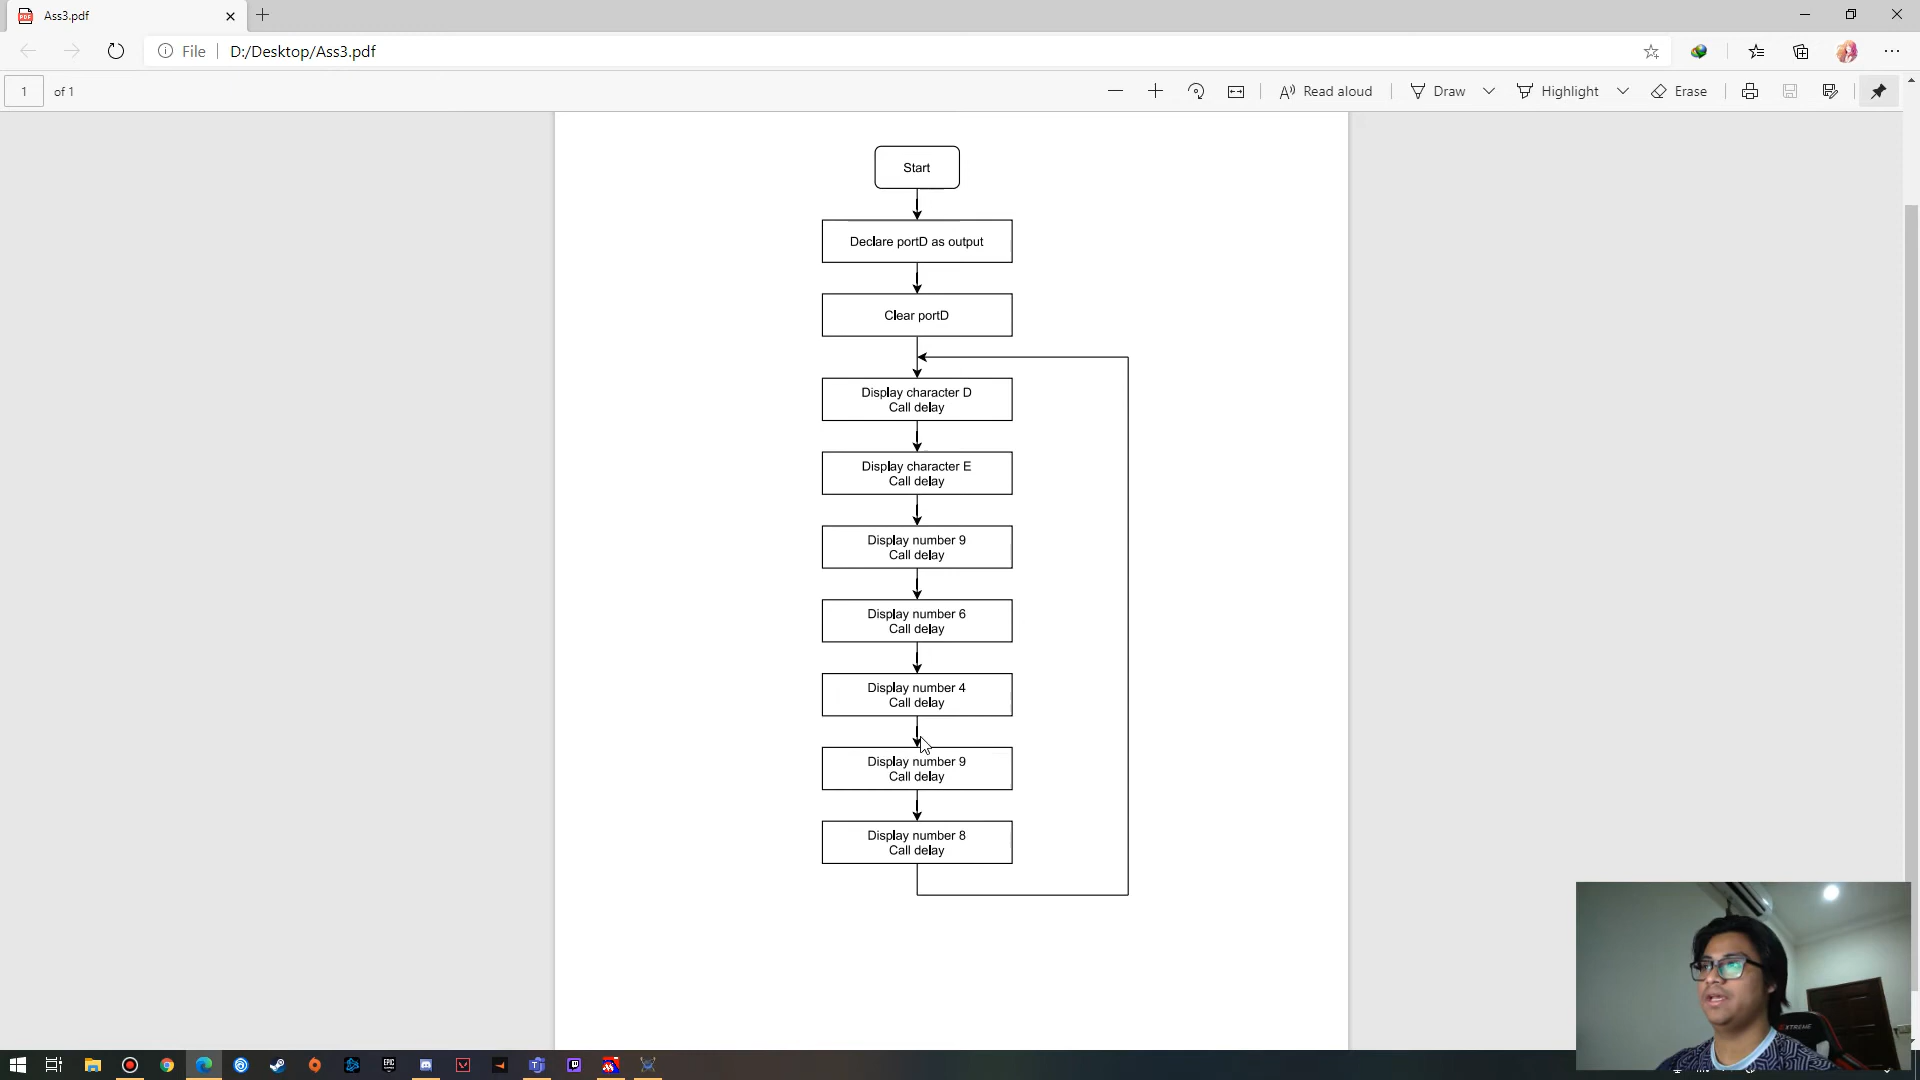 Ass3.pdf
File
D:/Desktop/Ass3.pdf
1 of 1
Read aloud
Draw
Highlight
Erase
Start
Declare portD as output
Clear portD
Display character D
Call delay
Display character E
Call delay
Display number 9
Call delay
Display number 6
Call delay
Display number 4
Call delay
Display number 9
Call delay
Display number 8
Call delay
EPIC
XTREME